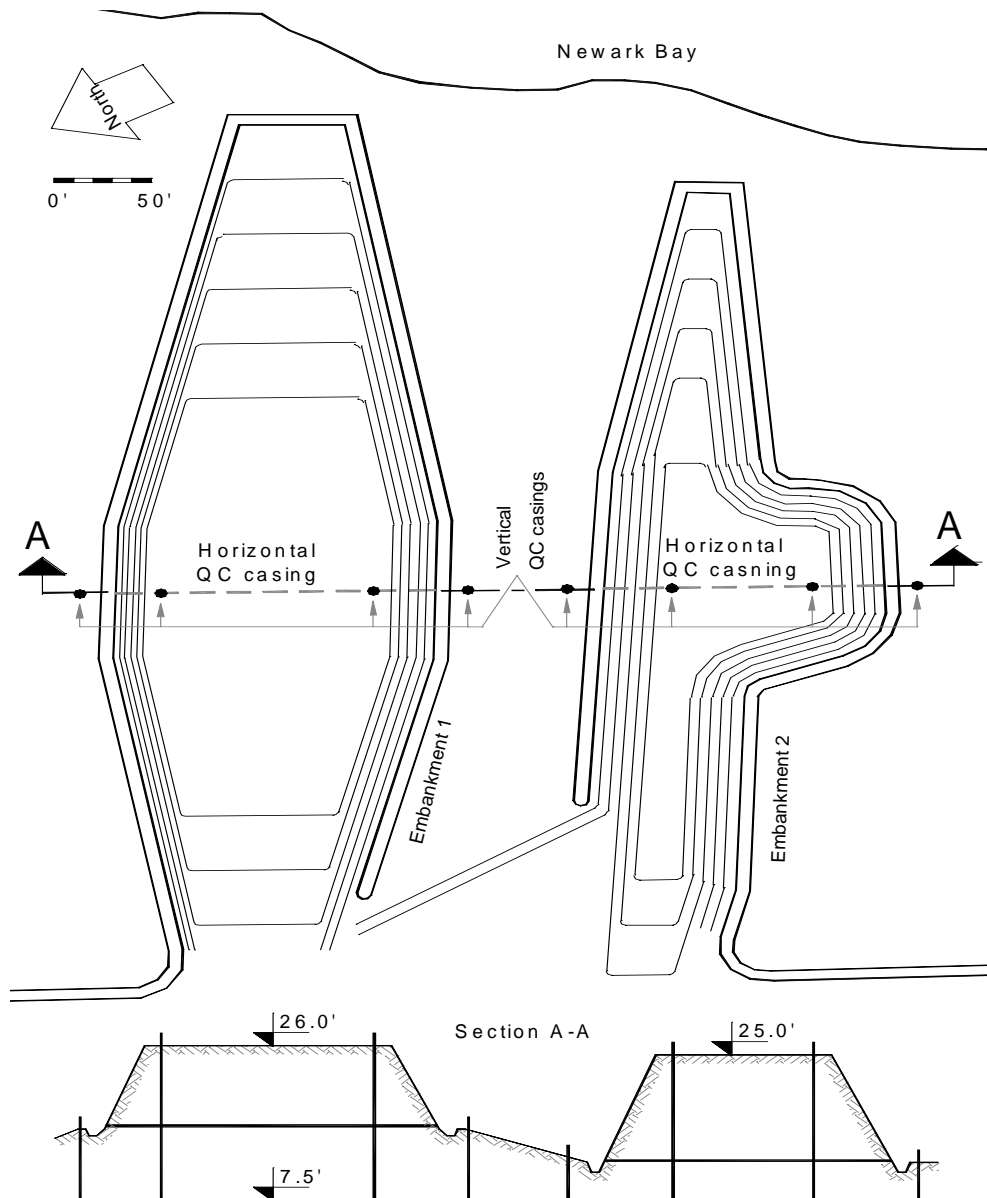 Newark Bay
North
0' 50'
Vertical
QC casings
A
A
Horizontal
QC casing
Horizontal
QC casning
Embankment 1
Embankment 2
26.0'
Section A-A
25.0'
7.5'